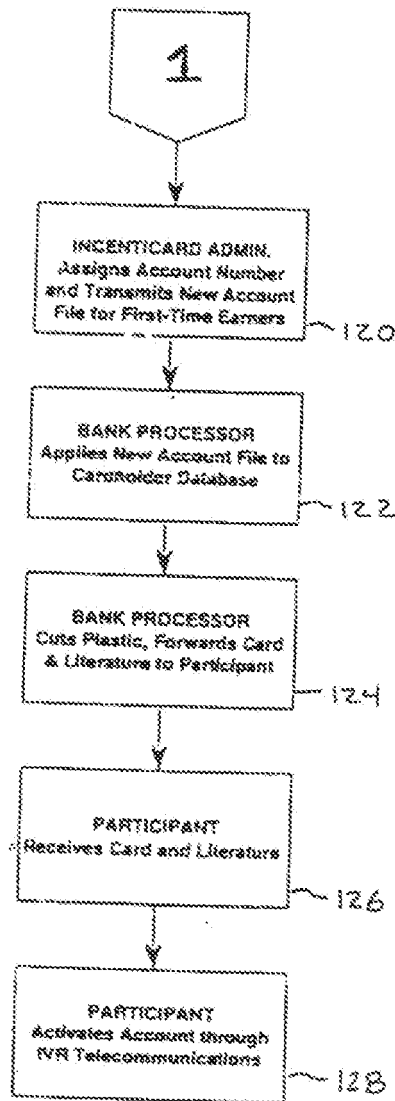 1
INCENTICARD ADMIN.
Assigns Account Number
and Transmits New Account
File for First-Time Earners
120
BANK PROCESSOR
Applies New Account File to
Cardholder Database
122
BANK PROCESSOR
Cuts Plastic, Forwards Card
& Literature to Participant
124
PARTICIPANT
Receives Card and Literature
126
PARTICIPANT
Activates Account through
IVR Telecommunications
128